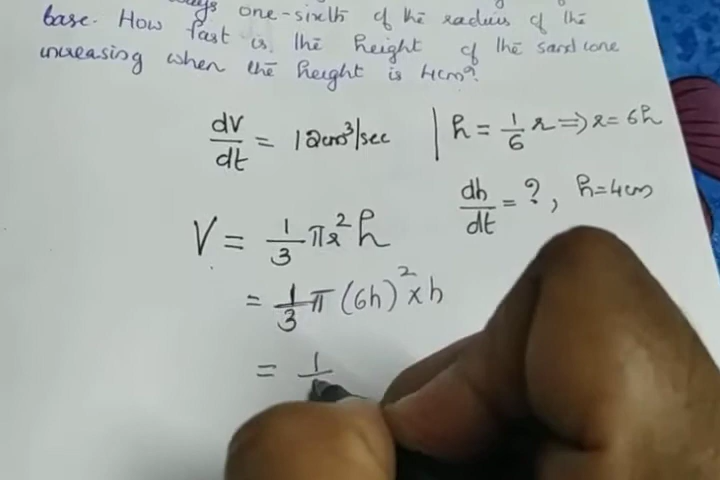 one-sixth of the radius of the
base. How fast is the height of the sand cone
increasing when the height is 4cm?
dV/dt = 12cm³/sec | h = 1/6 r ⇒ r = 6h
dh/dt = ?, h=4cm
V = 1/3 πr²h
= 1/3 π (6h)² × h
= 1